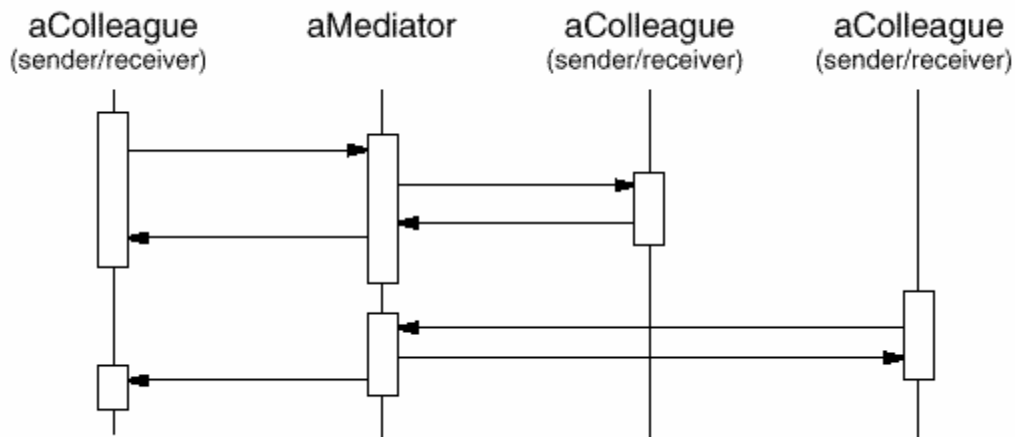 aColleague
(sender/receiver)
aMediator
aColleague
(sender/receiver)
aColleague
(sender/receiver)